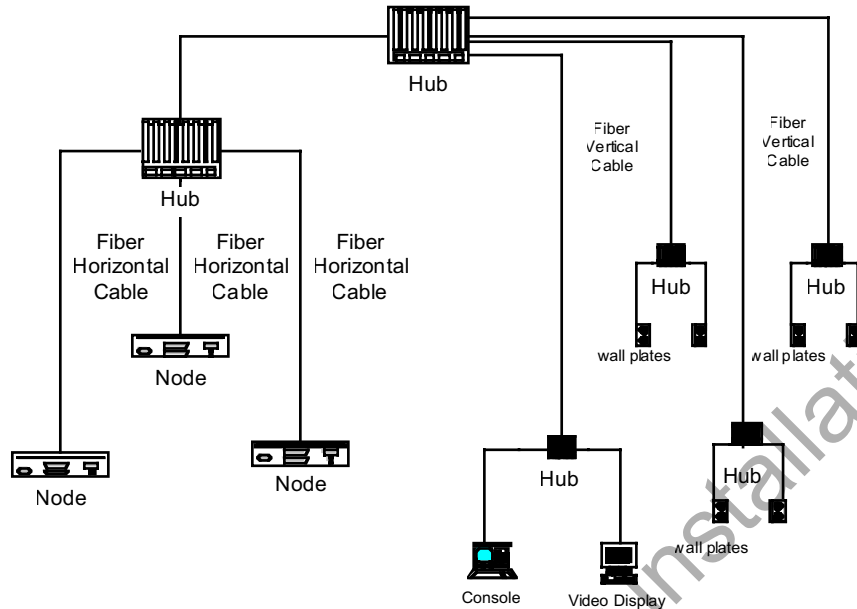 Hub
Hub
Fiber
Vertical
Cable
Fiber
Vertical
Cable
Fiber
Horizontal
Cable
Fiber
Horizontal
Cable
Fiber
Horizontal
Cable
Hub
Hub
wall plates
wall plates
Node
Node
Node
Hub
Hub
wall plates
Console
Video Display